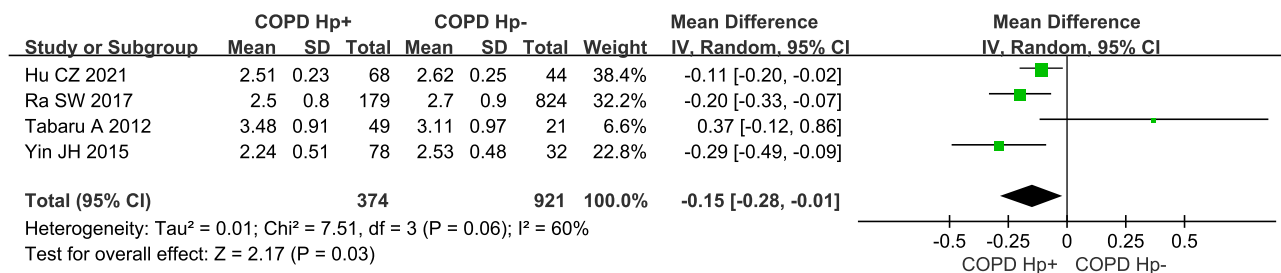 COPD Hp+ COPD Hp- Mean Difference Mean Difference
Study or Subgroup Mean SD Total Mean SD Total Weight IV, Random, 95% CI IV, Random, 95% CI
Hu CZ 2021 2.51 0.23 68 2.62 0.25 44 38.4% -0.11 [-0.20, -0.02]
Ra SW 2017 2.5 0.8 179 2.7 0.9 824 32.2% -0.20 [-0.33, -0.07]
Tabaru A 2012 3.48 0.91 49 3.11 0.97 21 6.6% 0.37 [-0.12, 0.86]
Yin JH 2015 2.24 0.51 78 2.53 0.48 32 22.8% -0.29 [-0.49, -0.09]
Total (95% CI) 374 921 100.0% -0.15 [-0.28, -0.01]
Heterogeneity: Tau² = 0.01; Chi² = 7.51, df = 3 (P = 0.06); I² = 60%
Test for overall effect: Z = 2.17 (P = 0.03)
-0.5 -0.25 0 0.25 0.5
COPD Hp+ COPD Hp-